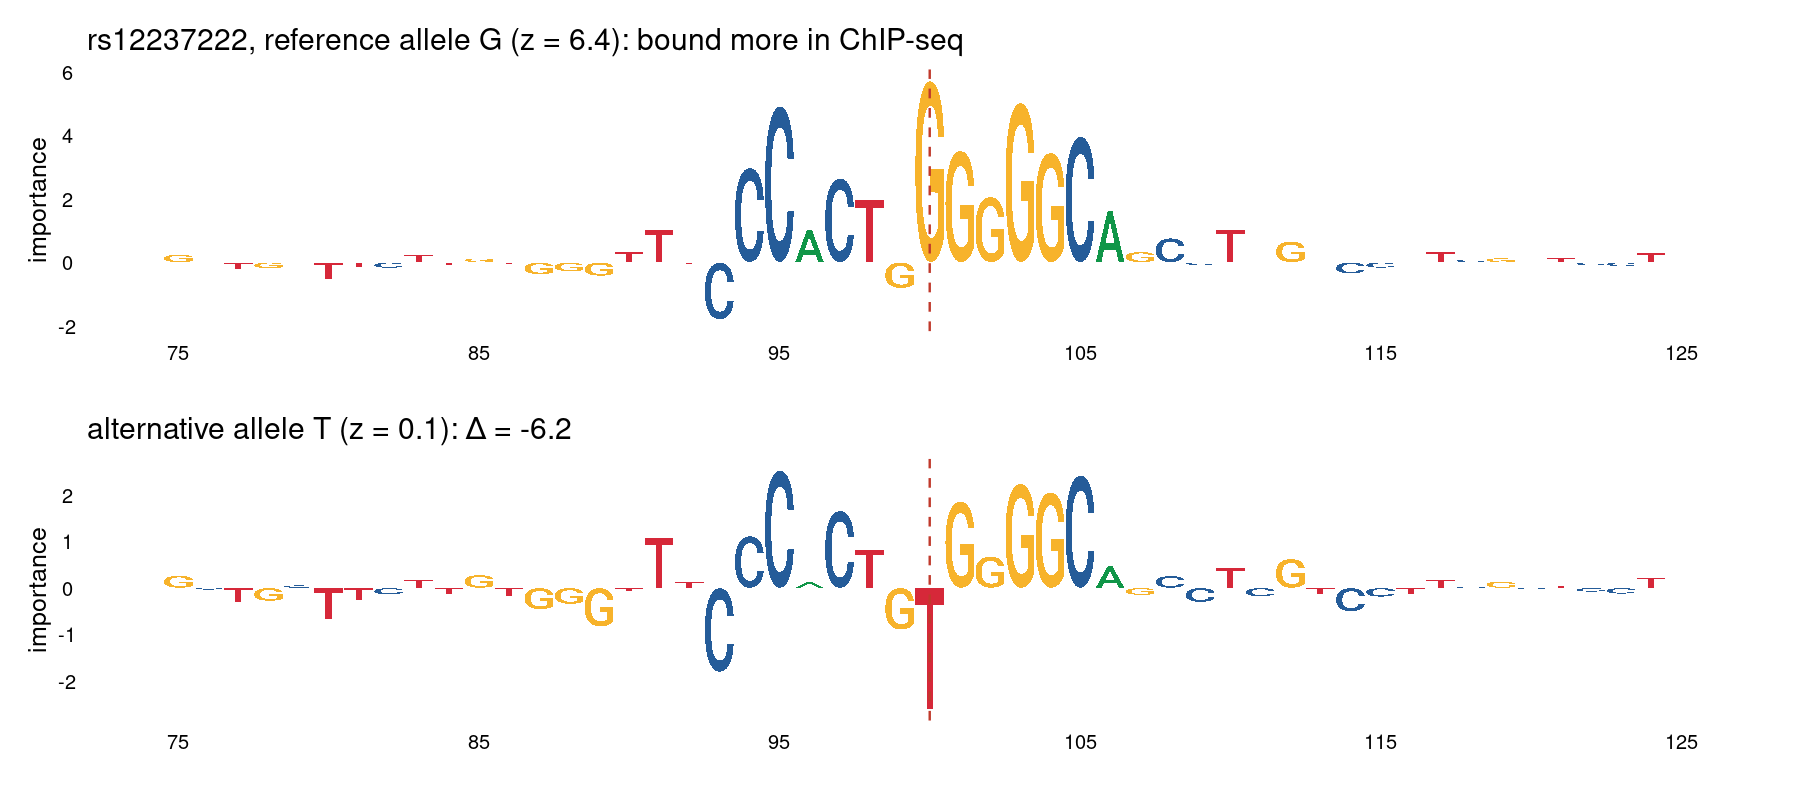 rs12237222, reference allele G (z = 6.4): bound more in ChIP-seq
6
4
2
0
-2
importance
G T G T T C T T G C G G G T T C C C A C T G G G G G G C A G C C T G C C T C G T C C T
75 85 95 105 115 125
alternative allele T (z = 0.1): Δ = -6.2
2
1
0
-1
-2
importance
G C T G A T T C T T G T G G G T T T C C C A C T G T G G G G C A G C C T C G T C C T T C G C T C C C T
75 85 95 105 115 125